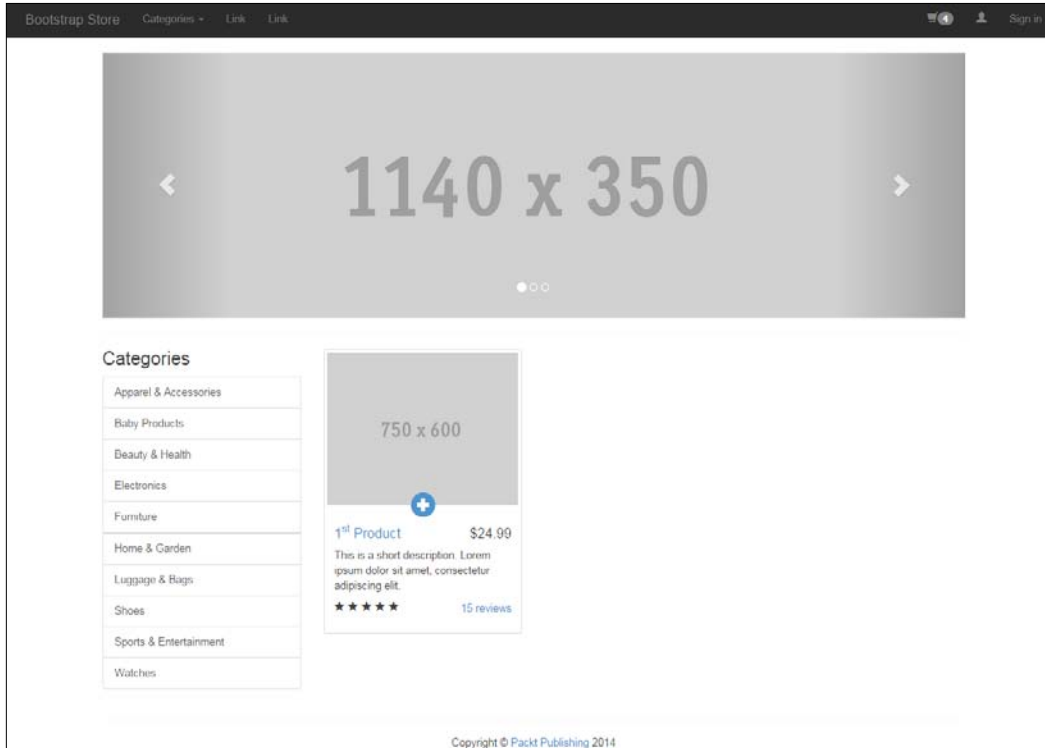 Bootstrap Store Categories Link Link 4 Sign in
1140 x 350
Categories
Apparel & Accessories
Baby Products
Beauty & Health
Electronics
Furniture
Home & Garden
Luggage & Bags
Shoes
Sports & Entertainment
Watches
750 x 600
1st Product $24.99
This is a short description. Lorem
ipsum dolor sit amet, consectetur
adipiscing elit.
15 reviews
Copyright © Packt Publishing 2014